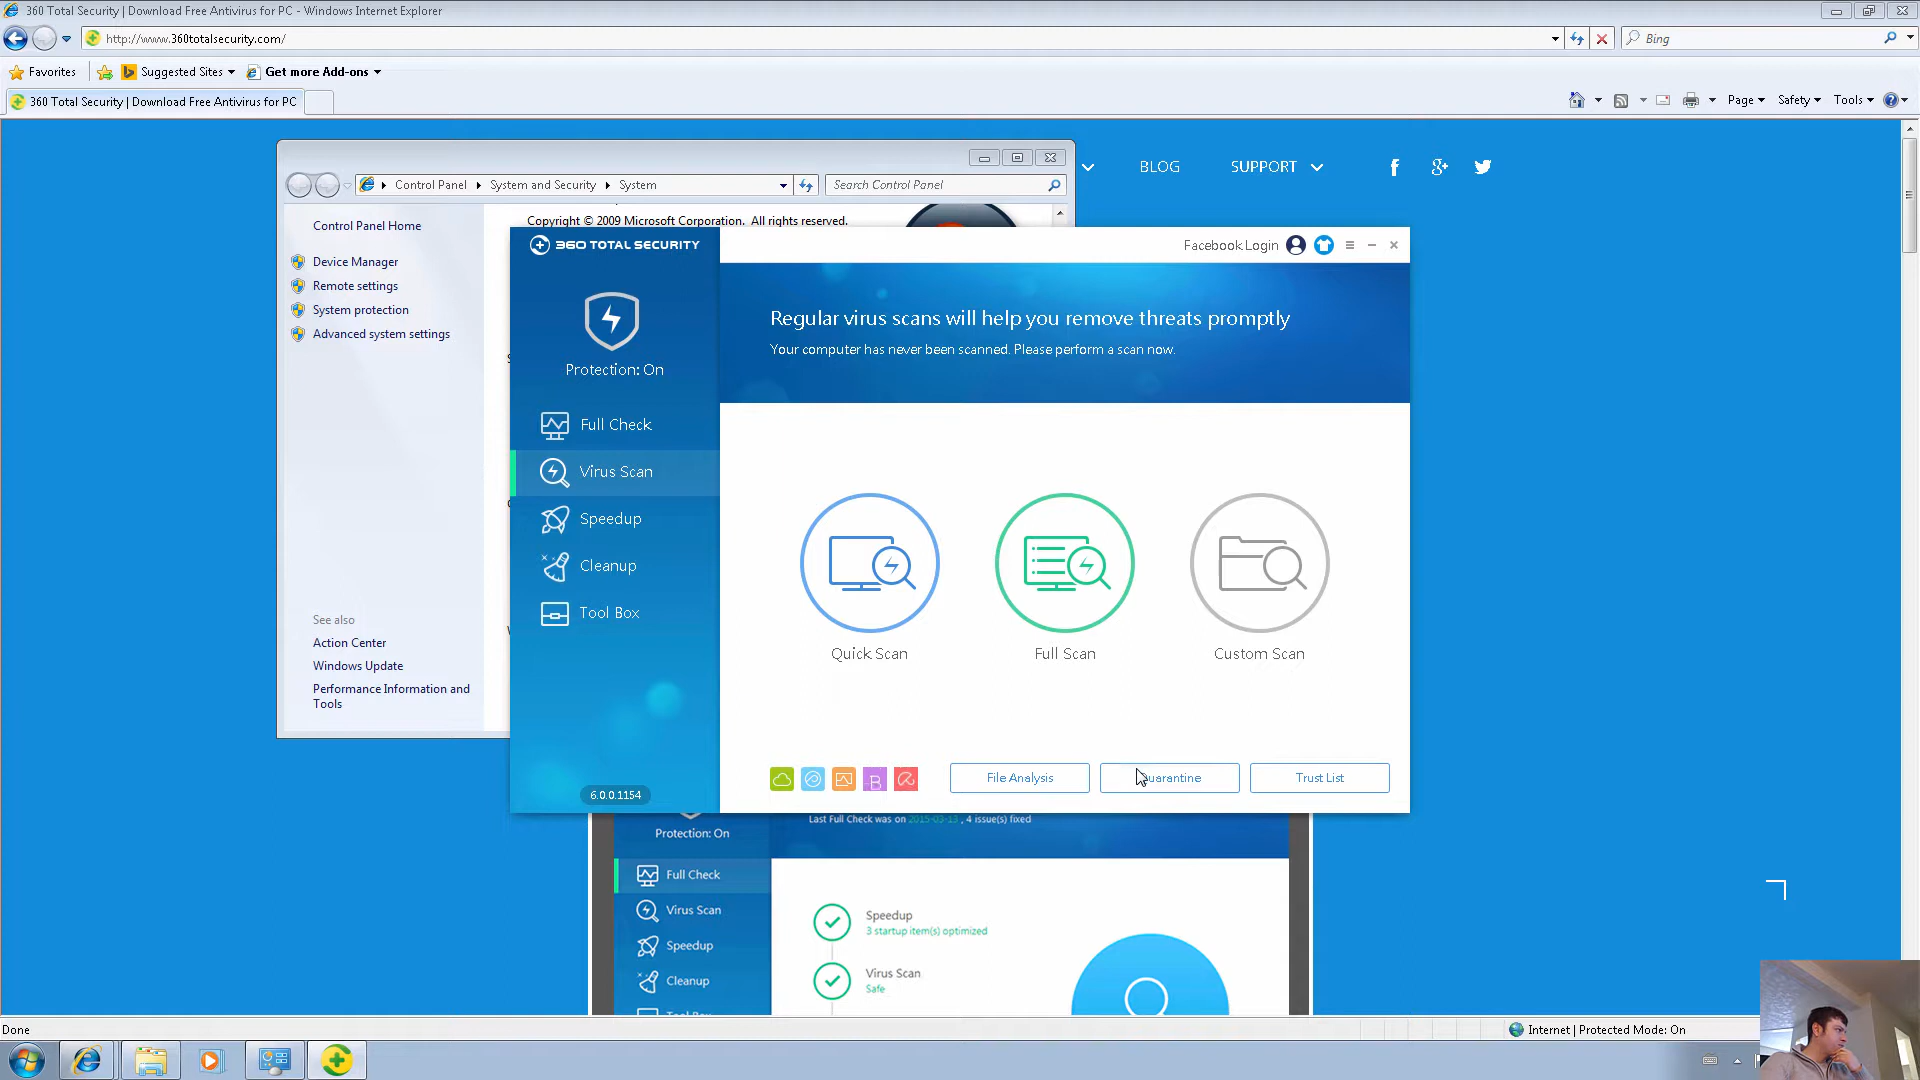 360 Total Security | Download Free Antivirus for PC - Windows Internet Explorer
http://www.360totalsecurity.com/
Bing
Favorites
Suggested Sites
Get more Add-ons
360 Total Security | Download Free Antivirus for PC
Page
Safety
Tools
BLOG
SUPPORT
Control Panel
System and Security
System
Search Control Panel
Control Panel Home
Copyright © 2009 Microsoft Corporation. All rights reserved.
Device Manager
Remote settings
System protection
Advanced system settings
See also
Action Center
Windows Update
Performance Information and
Tools
360 TOTAL SECURITY
Facebook Login
Protection: On
Full Check
Virus Scan
Speedup
Cleanup
Tool Box
6.0.0.1154
Regular virus scans will help you remove threats promptly
Your computer has never been scanned. Please perform a scan now.
Quick Scan
Full Scan
Custom Scan
File Analysis
Quarantine
Trust List
Protection: On
Last Full Check was on 2015-03-13 , 4 issue(s) fixed
Full Check
Virus Scan
Speedup
Cleanup
Speedup
3 startup item(s) optimized
Virus Scan
Safe
Done
Internet | Protected Mode: On